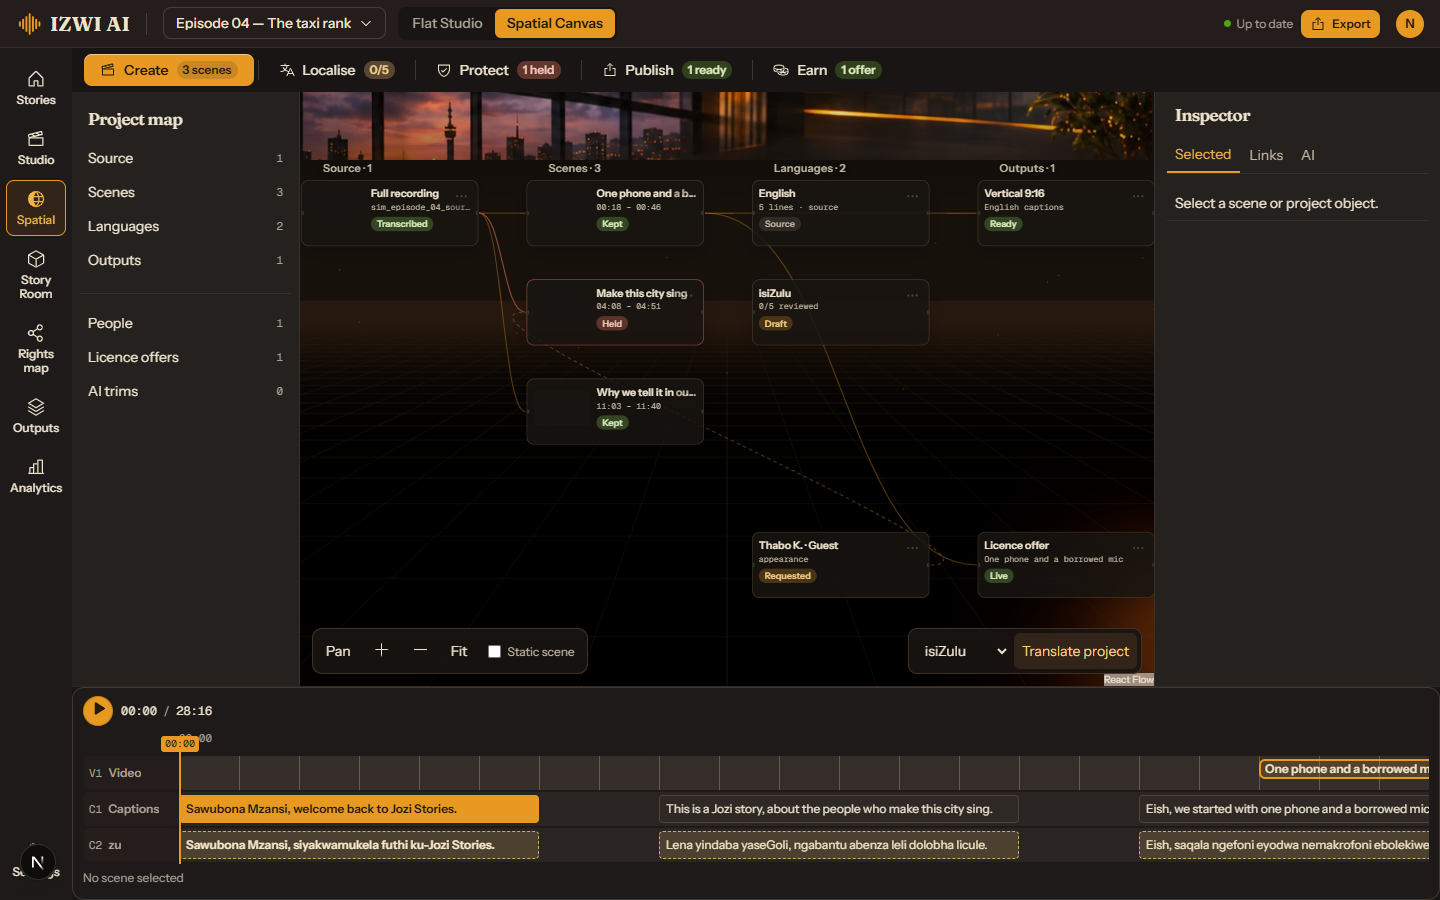 IZWI AI
Episode 04 — The taxi rank
Flat Studio
Spatial Canvas
Up to date
Export
N
Create 3 scenes
Localise 0/5
Protect 1 held
Publish 1 ready
Earn 1 offer
Stories
Studio
Spatial
Story
Room
Rights
map
Outputs
Analytics
N
Project map
Source 1
Scenes 3
Languages 2
Outputs 1
People 1
Licence offers 1
AI trims 0
Source · 1
Scenes · 3
Languages · 2
Outputs · 1
Full recording
sim_episode_04_sour…
Transcribed
One phone and a b…
00:18 – 00:46
Kept
English
5 lines · source
Source
Vertical 9:16
English captions
Ready
Make this city sing
04:08 – 04:51
Held
isiZulu
0/5 reviewed
Draft
Why we tell it in ou…
11:03 – 11:40
Kept
Thabo K. · Guest
appearance
Requested
Licence offer
One phone and a borrowed mic
Live
Pan + − Fit Static scene
isiZulu Translate project
React Flow
Inspector
Selected Links AI
Select a scene or project object.
00:00 / 28:16
00:00
V1 Video
One phone and a borrowed m
C1 Captions
Sawubona Mzansi, welcome back to Jozi Stories.
This is a Jozi story, about the people who make this city sing.
Eish, we started with one phone and a borrowed mic
C2 zu
Sawubona Mzansi, siyakwamukela futhi ku-Jozi Stories.
Lena yindaba yaseGoli, ngabantu abenza leli dolobha licule.
Eish, saqala ngefoni eyodwa nemakrofoni ebolekiwe
No scene selected